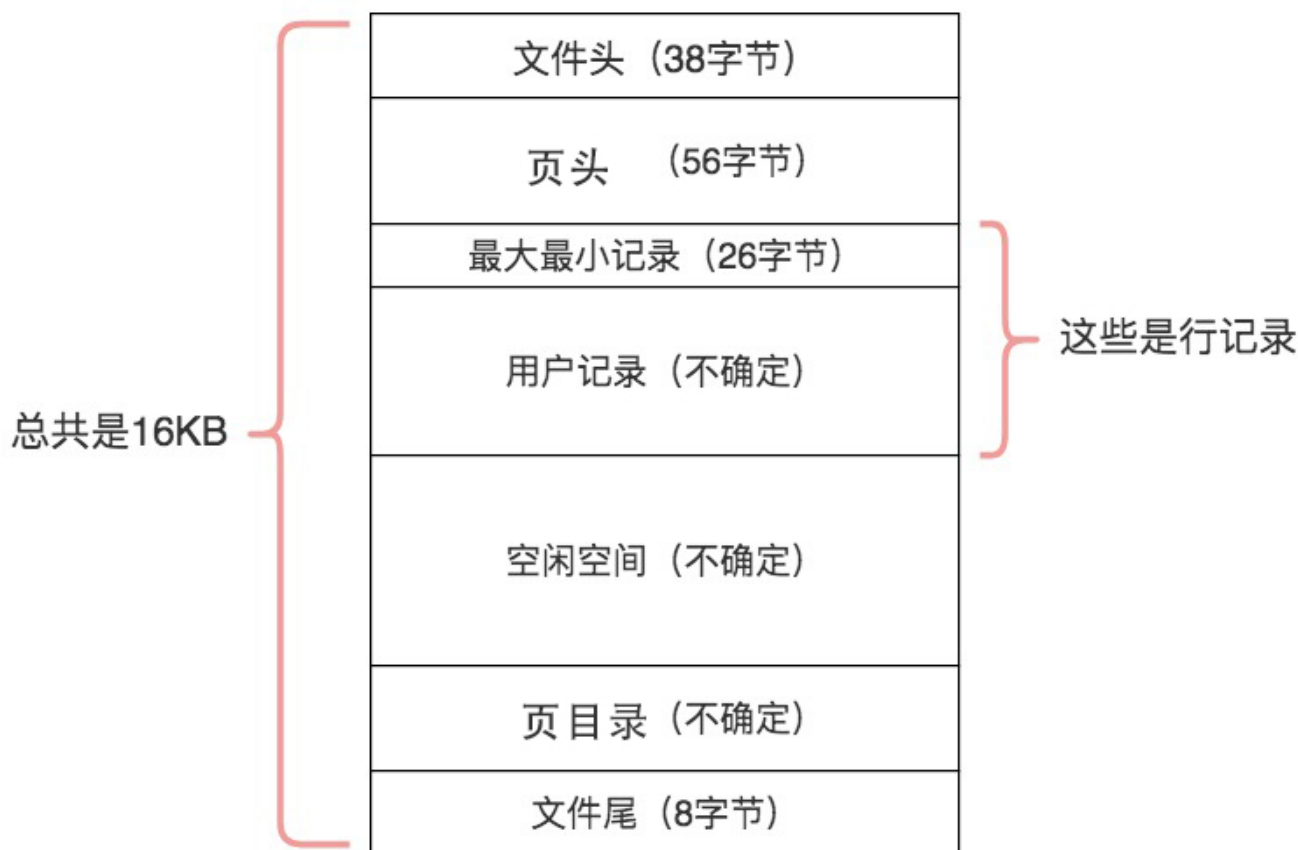 文件头（38字节）
页头 （56字节）
最大最小记录（26字节）
这些是行记录
用户记录（不确定）
总共是16KB
空闲空间（不确定）
页目录（不确定）
文件尾（8字节）